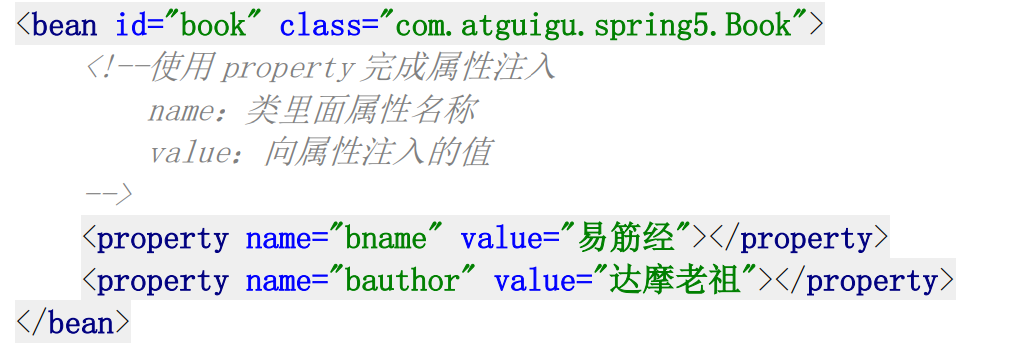 <bean id="book" class="com.atguigu.spring5.Book">
<!--使用 property 完成属性注入
name：类里面属性名称
value：向属性注入的值
-->
<property name="bname" value="易筋经"></property>
<property name="bauthor" value="达摩老祖"></property>
</bean>